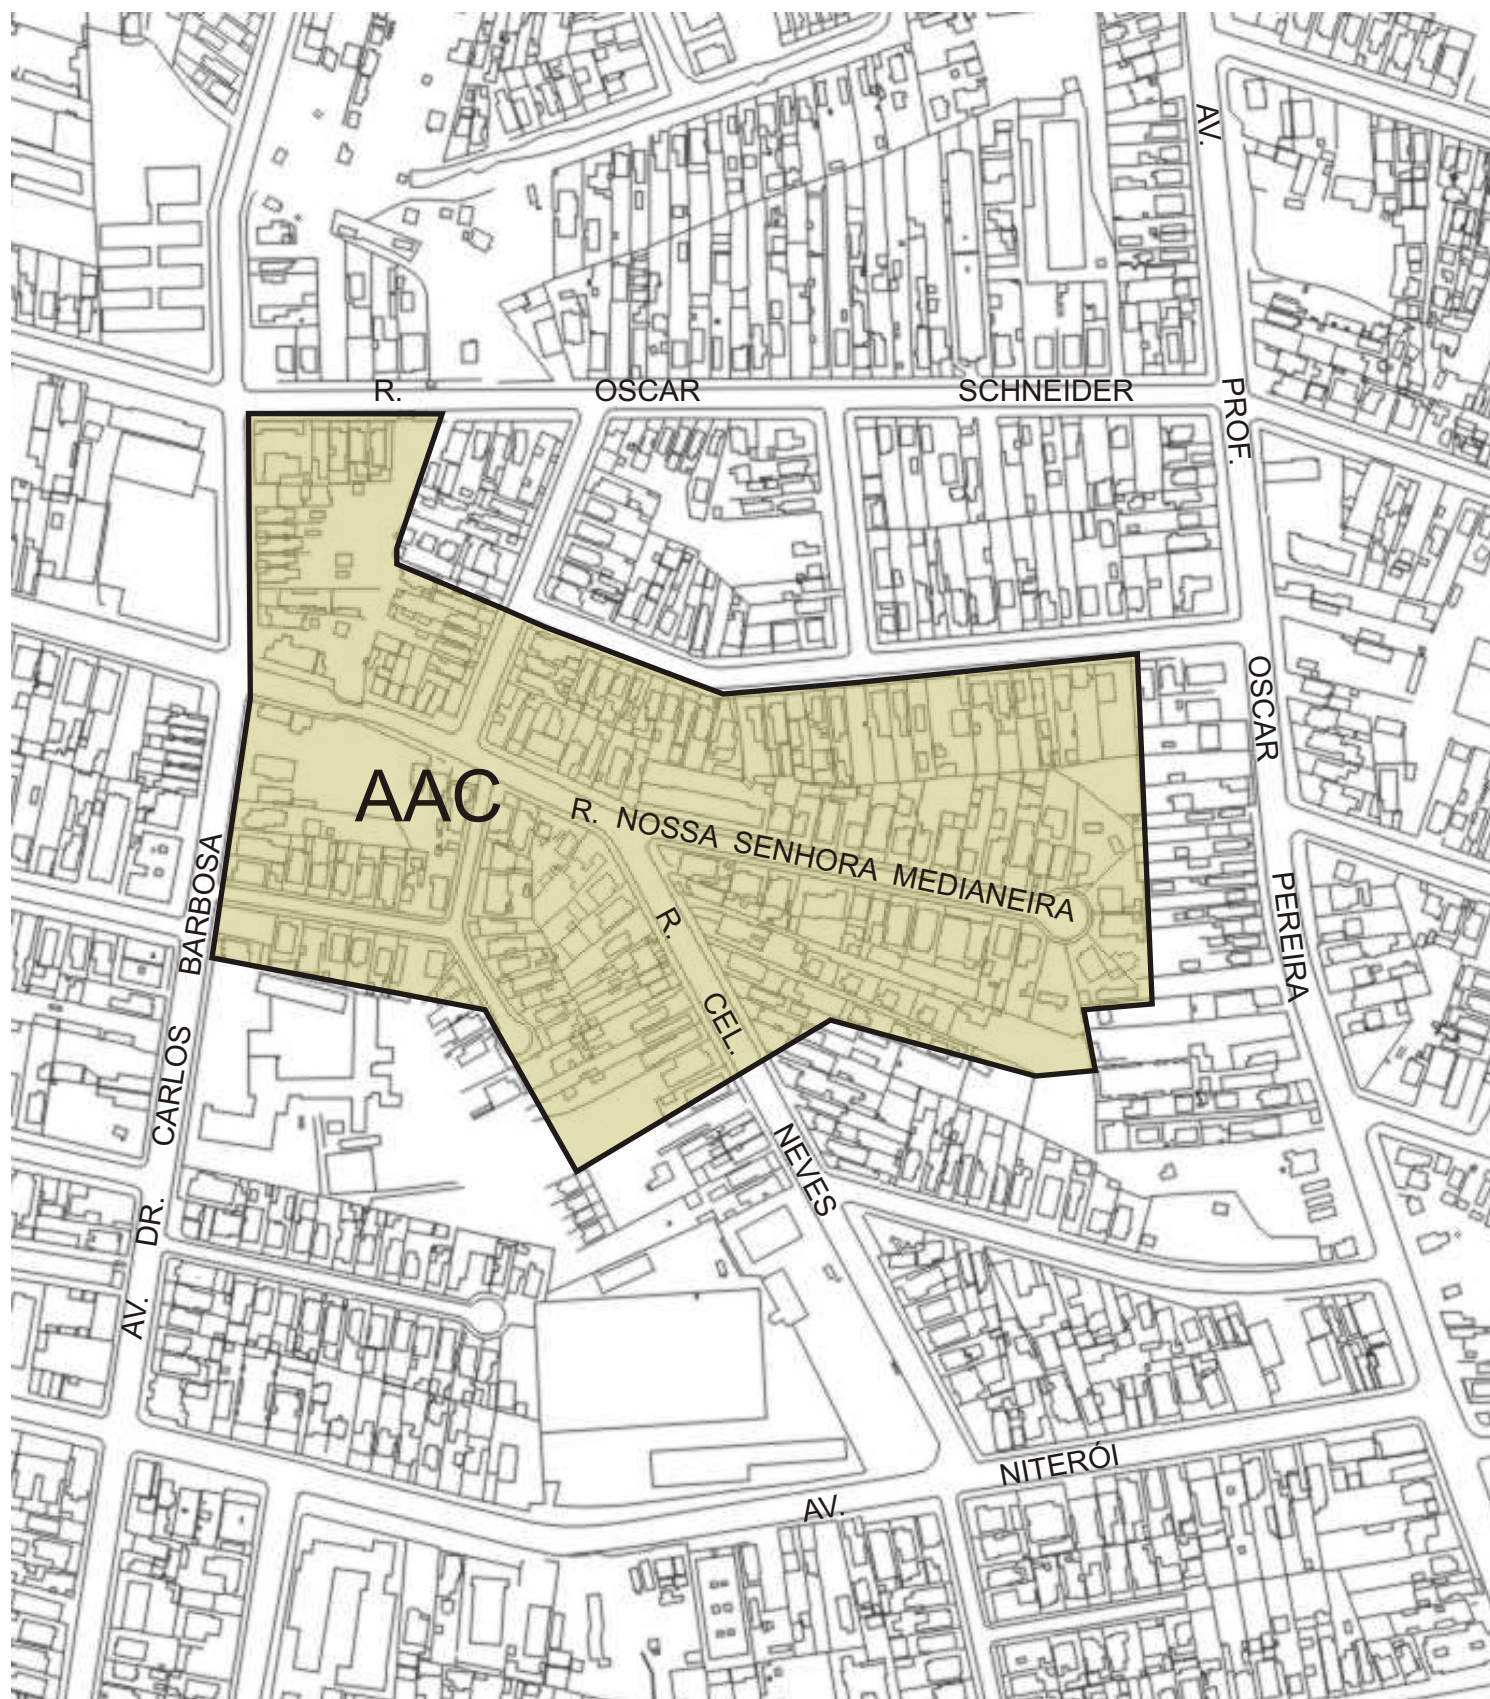 R. OSCAR SCHNEIDER
AV. PROF. OSCAR PEREIRA
AAC
R. NOSSA SENHORA MEDIANEIRA
R. CEL. NEVES
AV. DR. CARLOS BARBOSA
AV. NITERÓI